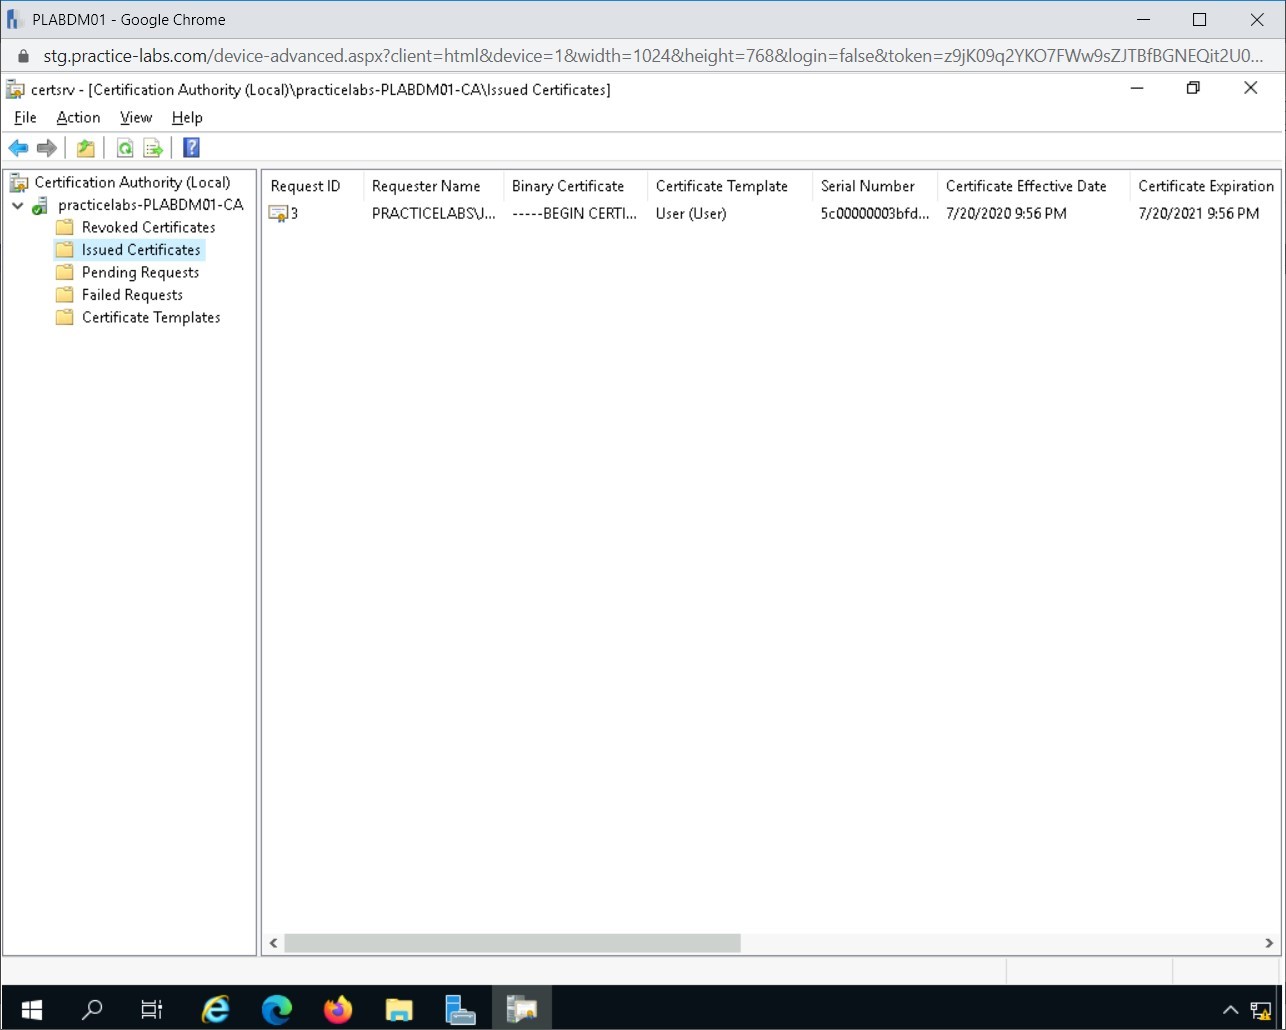 PLABDM01 - Google Chrome
stg.practice-labs.com/device-advanced.aspx?client=html&device=1&width=1024&height=768&login=false&token=z9jK09q2YKO7FWw9sZJTBfBGNEQit2U0...
certsrv - [Certification Authority (Local)\practicelabs-PLABDM01-CA\Issued Certificates]
File Action View Help
Certification Authority (Local)
practicelabs-PLABDM01-CA
Revoked Certificates
Issued Certificates
Pending Requests
Failed Requests
Certificate Templates
Request ID Requester Name Binary Certificate Certificate Template Serial Number Certificate Effective Date Certificate Expiration
3 PRACTICELABS\J... -----BEGIN CERTI... User (User) 5c00000003bfd... 7/20/2020 9:56 PM 7/20/2021 9:56 PM